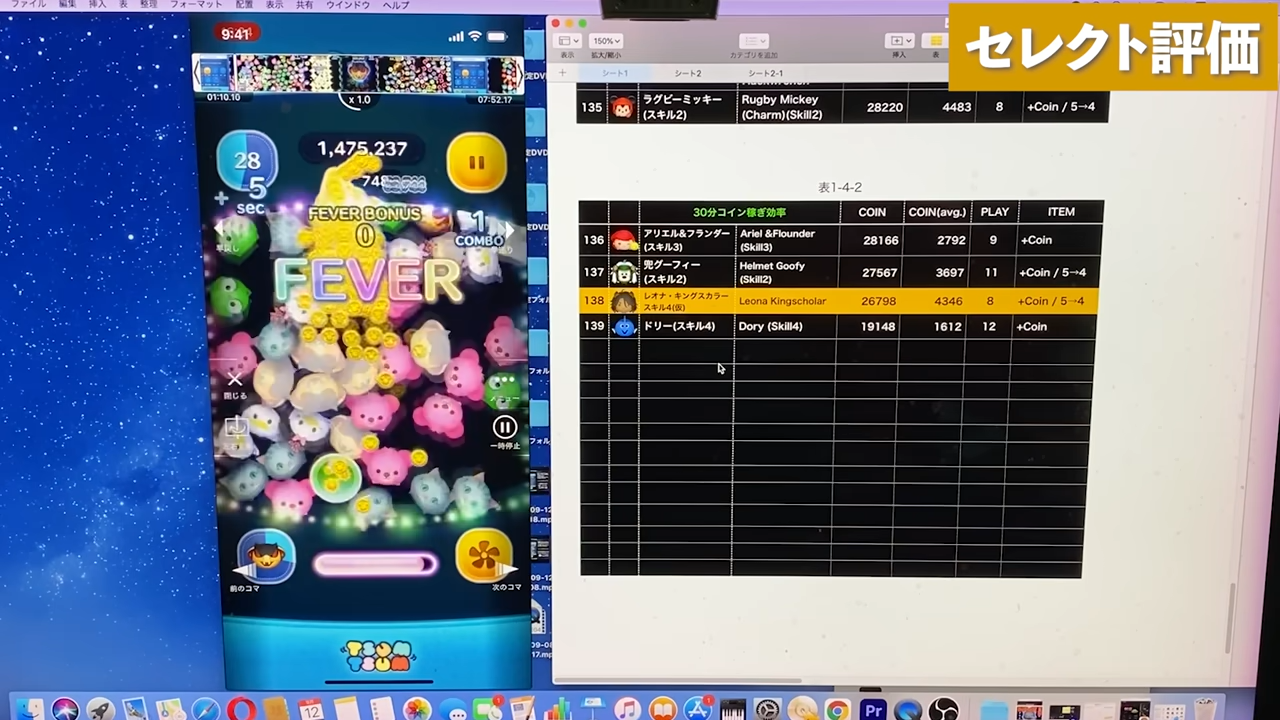 ファイル 編集 挿入 表 整理 フォーマット 配置 表示 共有 ウインドウ ヘルプ
セレクト評価
9:41
01:10.10
x 1.0
07:52.17
28
+ 5
sec
1,475,237
FEVER BONUS
0
1
COMBO
FEVER
閉じる
メニュー
一時停止
前のコマ
次のコマ
TSUM
TSUM
150%
表示
拡大/縮小
カテゴリを追加
挿入
表
シート1
シート2
シート2-1
135 ラグビーミッキー(スキル2) Rugby Mickey (Charm)(Skill2) 28220 4483 8 +Coin / 5→4
表1-4-2
30分コイン稼ぎ効率 COIN COIN(avg.) PLAY ITEM
136 アリエル&フランダー(スキル3) Ariel &Flounder (Skill3) 28166 2792 9 +Coin
137 兜グーフィー(スキル2) Helmet Goofy (Skill2) 27567 3697 11 +Coin / 5→4
138 レオナ・キングスカラー スキル4(仮) Leona Kingscholar 26798 4346 8 +Coin / 5→4
139 ドリー(スキル4) Dory (Skill4) 19148 1612 12 +Coin
12
Pr